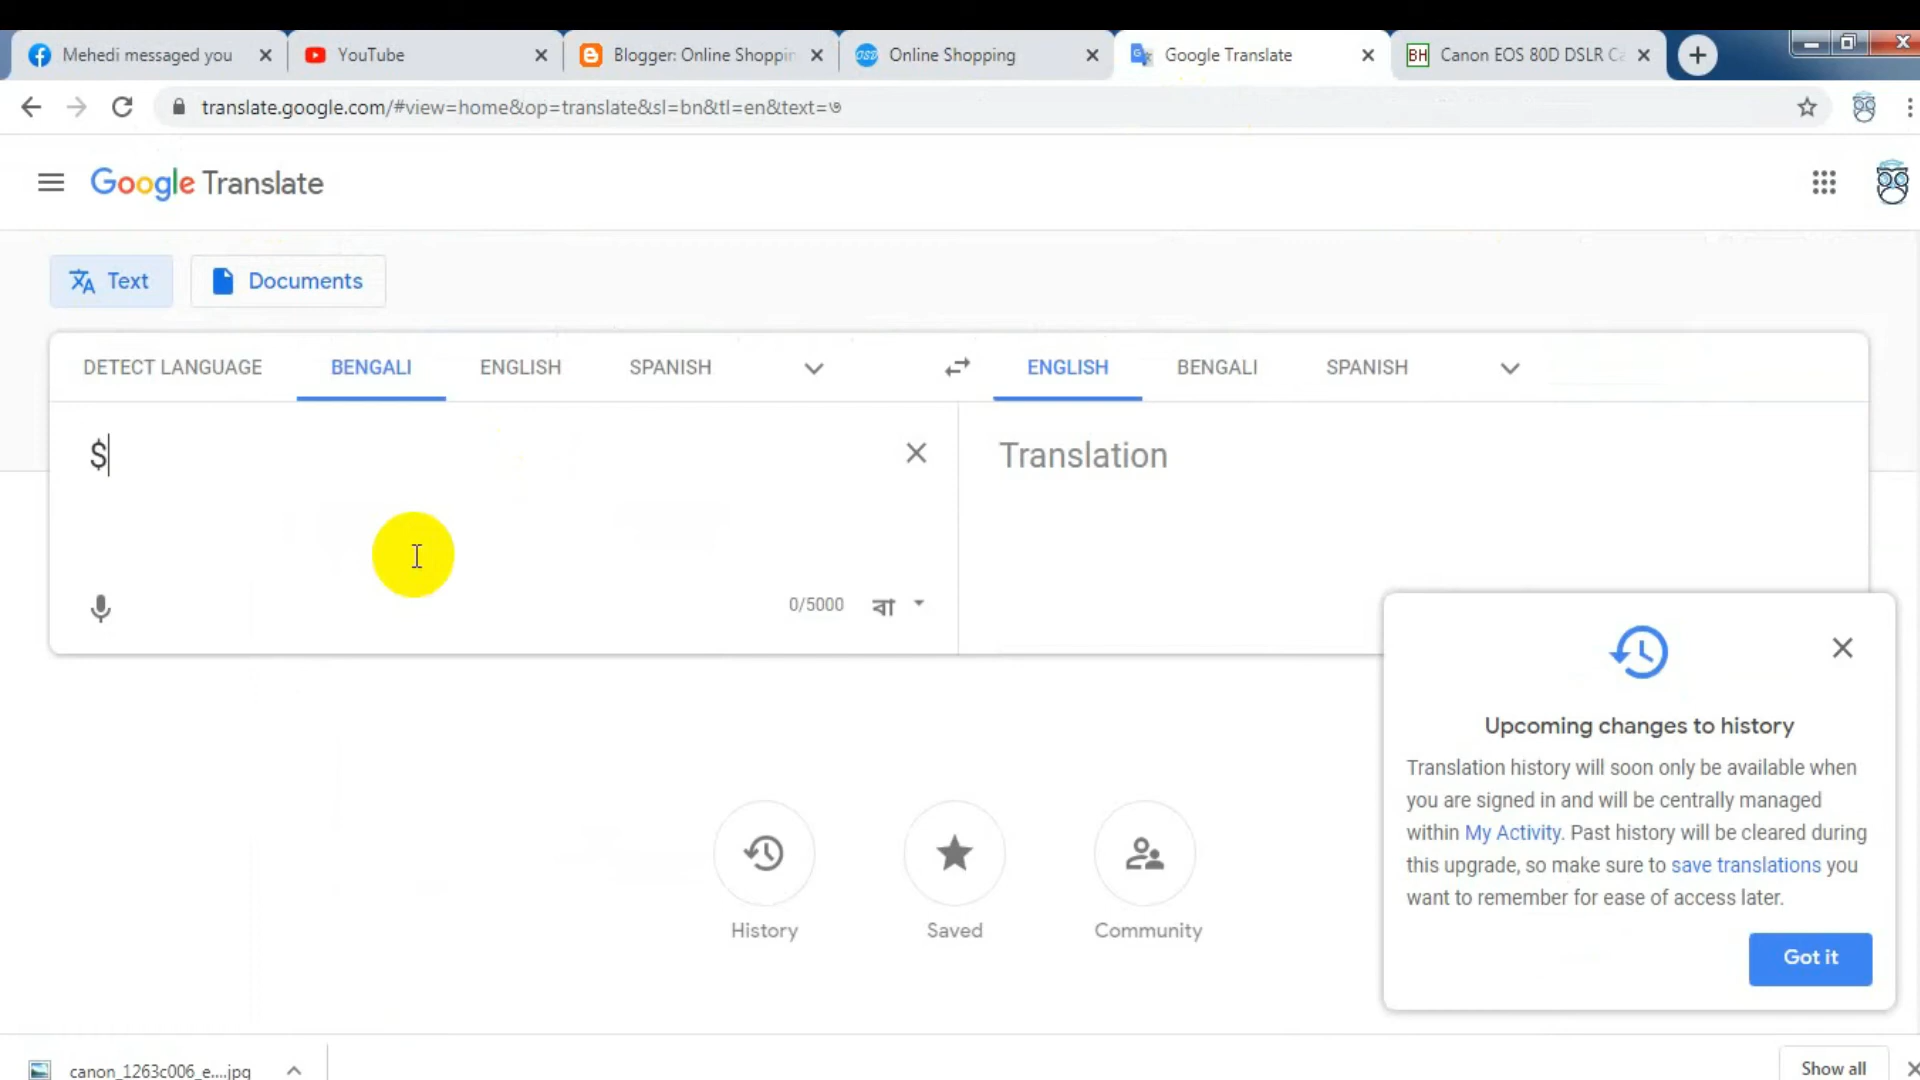 Mehedi messaged you
YouTube
Blogger: Online Shoppin
Online Shopping
Google Translate
BH Canon EOS 80D DSLR Ca
translate.google.com/#view=home&op=translate&sl=bn&tl=en&text=৬
Google Translate
Text
Documents
DETECT LANGUAGE
BENGALI
ENGLISH
SPANISH
ENGLISH
BENGALI
SPANISH
$
Translation
0/5000
বা
Upcoming changes to history
Translation history will soon only be available when
you are signed in and will be centrally managed
within My Activity. Past history will be cleared during
this upgrade, so make sure to save translations you
want to remember for ease of access later.
Got it
History
Saved
Community
canon_1263c006_e....jpg
Show all